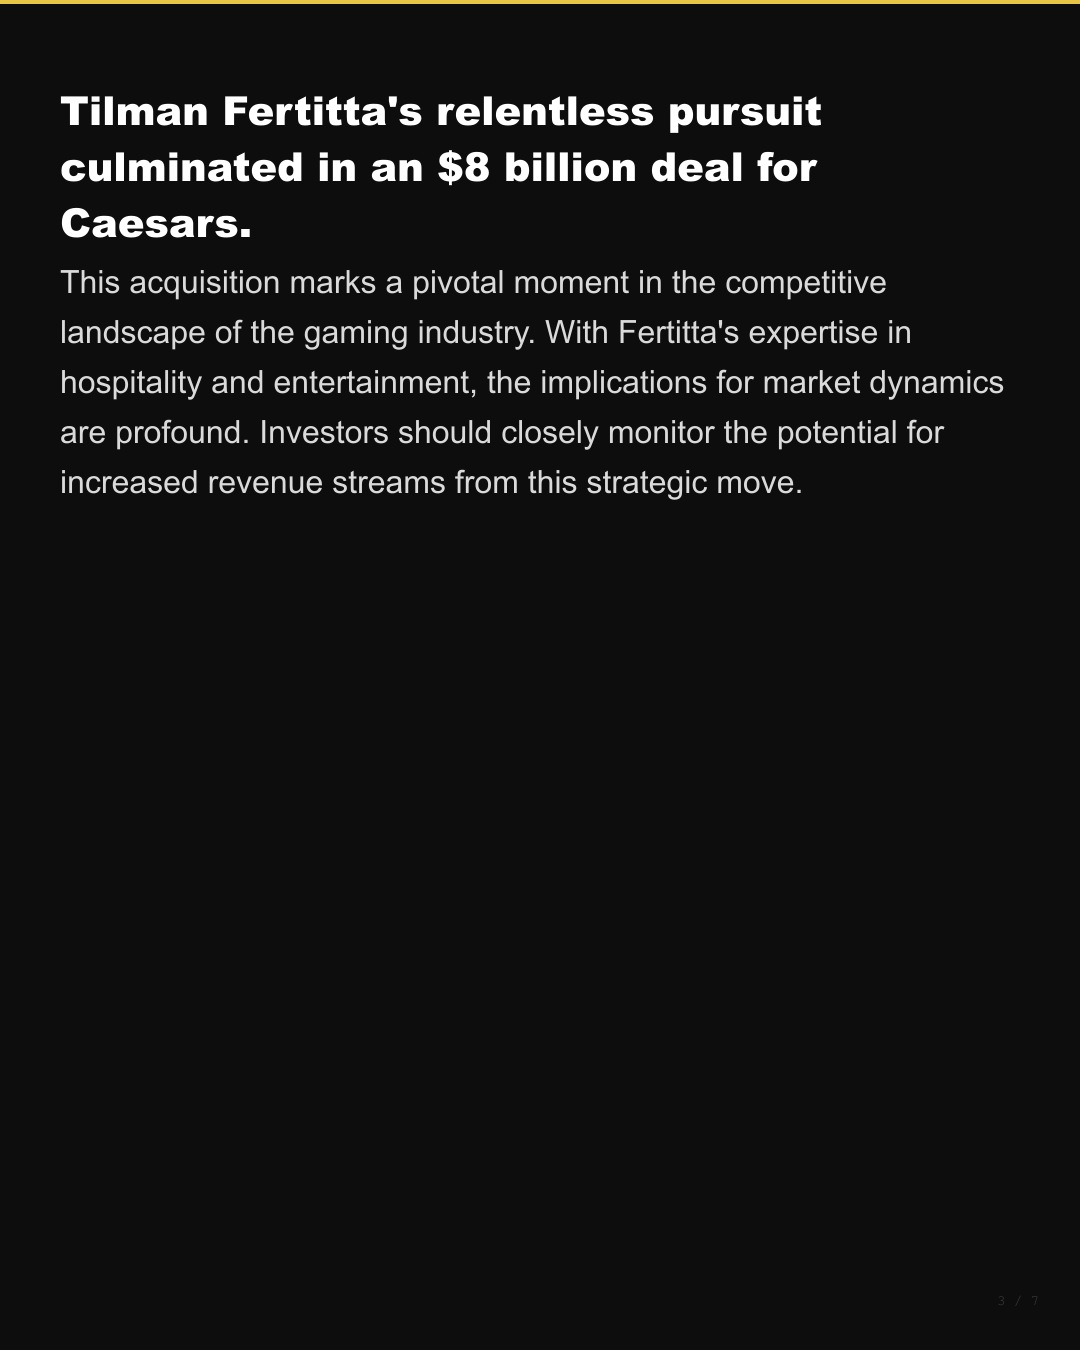 Tilman Fertitta's relentless pursuit
culminated in an $8 billion deal for
Caesars.
This acquisition marks a pivotal moment in the competitive
landscape of the gaming industry. With Fertitta's expertise in
hospitality and entertainment, the implications for market dynamics
are profound. Investors should closely monitor the potential for
increased revenue streams from this strategic move.
3 / 7